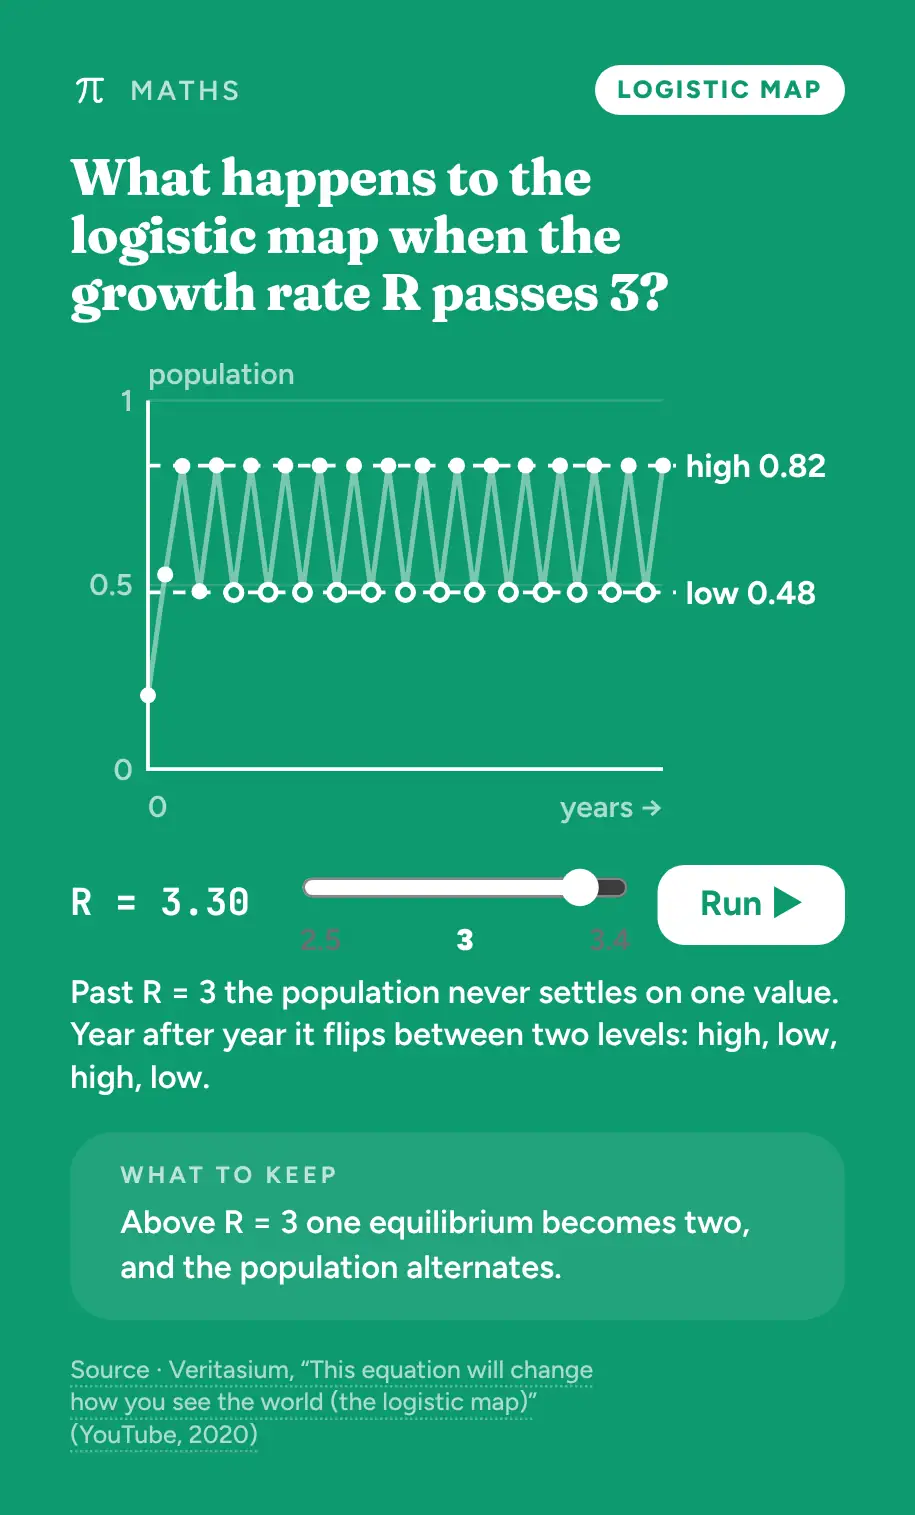 π MATHS
LOGISTIC MAP
What happens to the
logistic map when the
growth rate R passes 3?
population
1
high 0.82
0.5
low 0.48
0
0
years →
R = 3.30
Run ▶
2.5 3 3.4
Past R = 3 the population never settles on one value.
Year after year it flips between two levels: high, low,
high, low.
WHAT TO KEEP
Above R = 3 one equilibrium becomes two,
and the population alternates.
Source · Veritasium, “This equation will change
how you see the world (the logistic map)”
(YouTube, 2020)